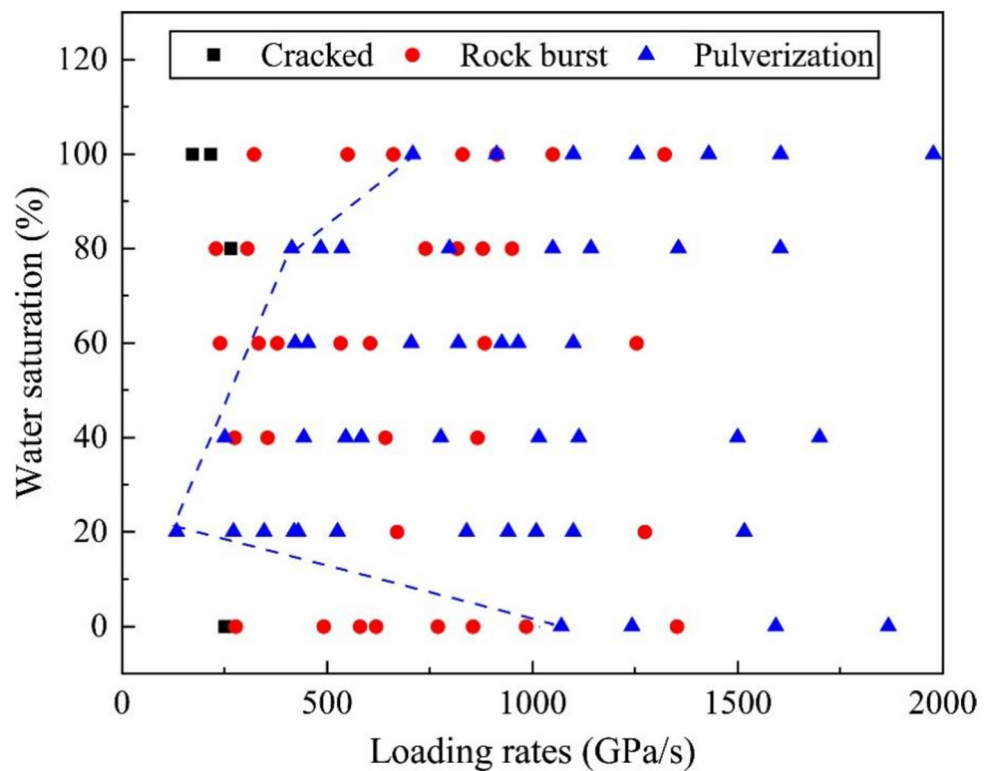 Cracked Rock burst Pulverization
120
100
80
60
40
20
0
Water saturation (%)
0 500 1000 1500 2000
Loading rates (GPa/s)